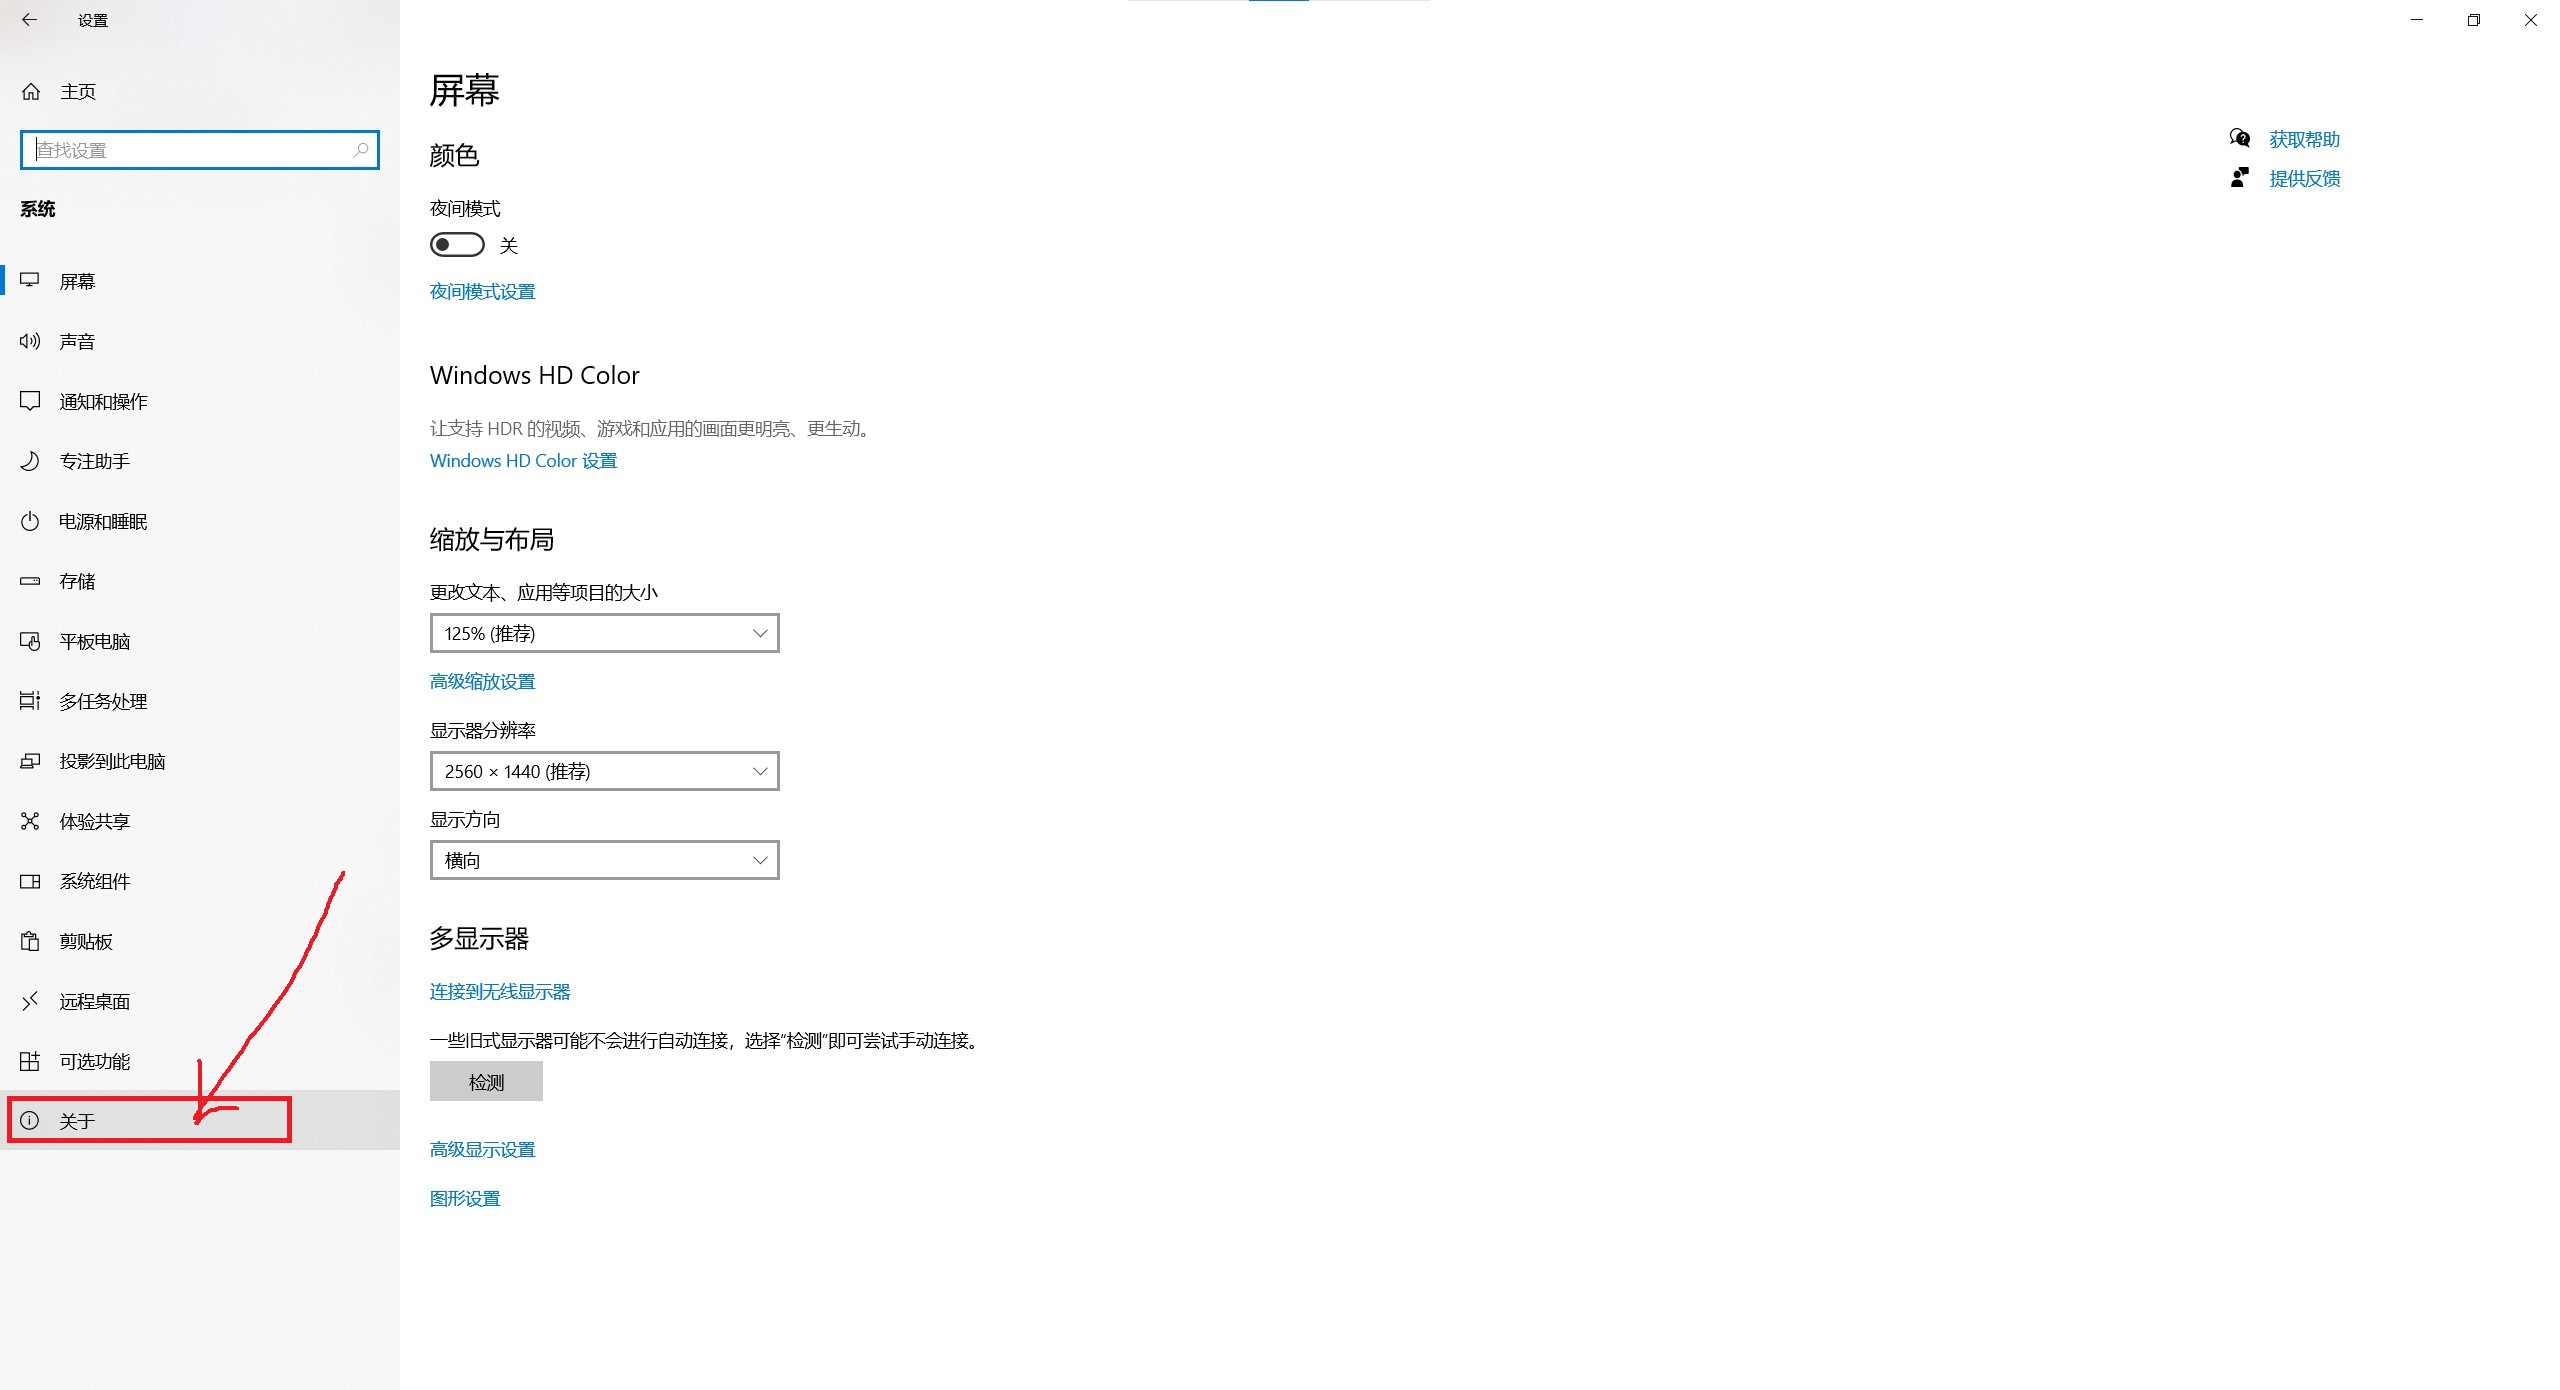 设置
主页
查找设置
系统
屏幕
声音
通知和操作
专注助手
电源和睡眠
存储
平板电脑
多任务处理
投影到此电脑
体验共享
系统组件
剪贴板
远程桌面
可选功能
关于
屏幕
颜色
夜间模式
关
夜间模式设置
Windows HD Color
让支持 HDR 的视频、游戏和应用的画面更明亮、更生动。
Windows HD Color 设置
缩放与布局
更改文本、应用等项目的大小
125% (推荐)
高级缩放设置
显示器分辨率
2560 × 1440 (推荐)
显示方向
横向
多显示器
连接到无线显示器
一些旧式显示器可能不会进行自动连接，选择“检测”即可尝试手动连接。
检测
高级显示设置
图形设置
获取帮助
提供反馈